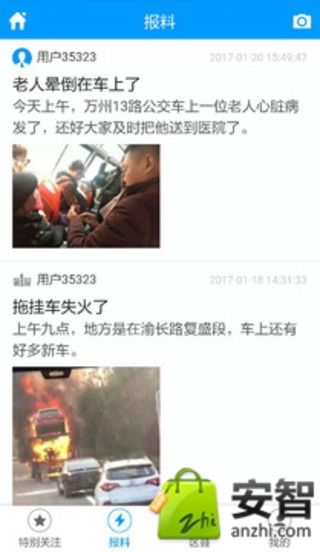 报料
用户35323
2017-01-20 15:49:47
老人晕倒在车上了
今天上午，万州13路公交车上一位老人心脏病
发了，还好大家及时把他送到医院了。
用户35323
2017-01-18 14:31:33
拖挂车失火了
上午九点，地方是在渝长路复盛段，车上还有
好多新车。
安智
zhi
anzhi.com
特别关注
报料
区县
我的